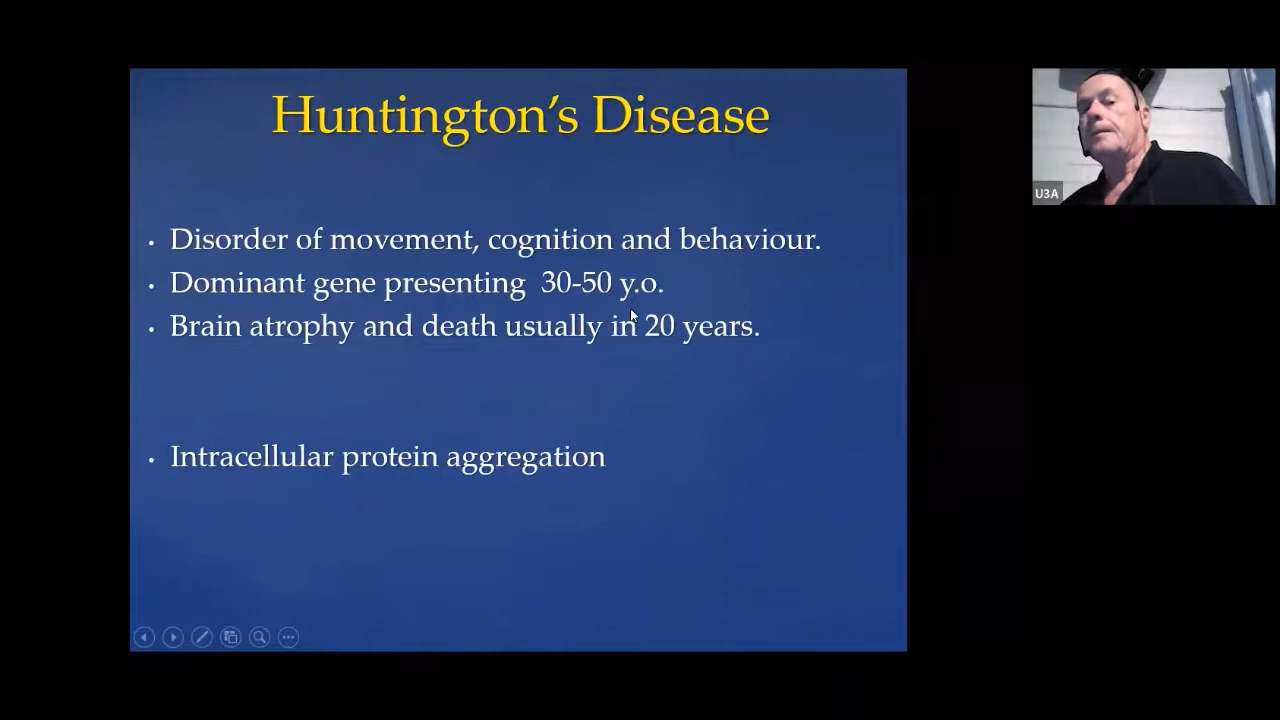 Huntington's Disease
• Disorder of movement, cognition and behaviour.
• Dominant gene presenting  30-50 y.o.
• Brain atrophy and death usually in 20 years.
• Intracellular protein aggregation
U3A